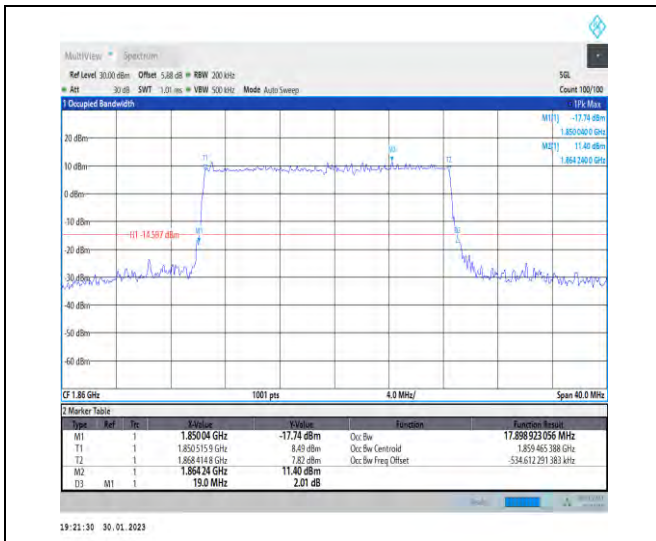 MultiView Spectrum
Ref Level 30.00 dBm Offset 5.88 dB RBW 200 kHz SGL
Att 30 dB SWT 1.01 ms VBW 500 kHz Mode Auto Sweep Count 100/100
1 Occupied Bandwidth 1Pk Max
M1[1] -17.74 dBm
1.850040 0 GHz
20 dBm
M2[1] 11.40 dBm
1.864 240 0 GHz
T1
T2
10 dBm
0 dBm
-10 dBm
H1 -14.597 dBm
M1
-20 dBm
-30 dBm
-40 dBm
-50 dBm
-60 dBm
CF 1.86 GHz 1001 pts 4.0 MHz/ Span 40.0 MHz
2 Marker Table
Type Ref Trc X-Value Y-Value Function Function Result
M1 1 1.85004 GHz -17.74 dBm Occ Bw 17.898 923 056 MHz
T1 1 1.850 515 9 GHz 8.49 dBm Occ Bw Centroid 1.859 465 388 GHz
T2 1 1.868 414 8 GHz 7.82 dBm Occ Bw Freq Offset -534.612 291 383 kHz
M2 1 1.86424 GHz 11.40 dBm
D3 M1 1 19.0 MHz 2.01 dB
19:21:30 30.01.2023